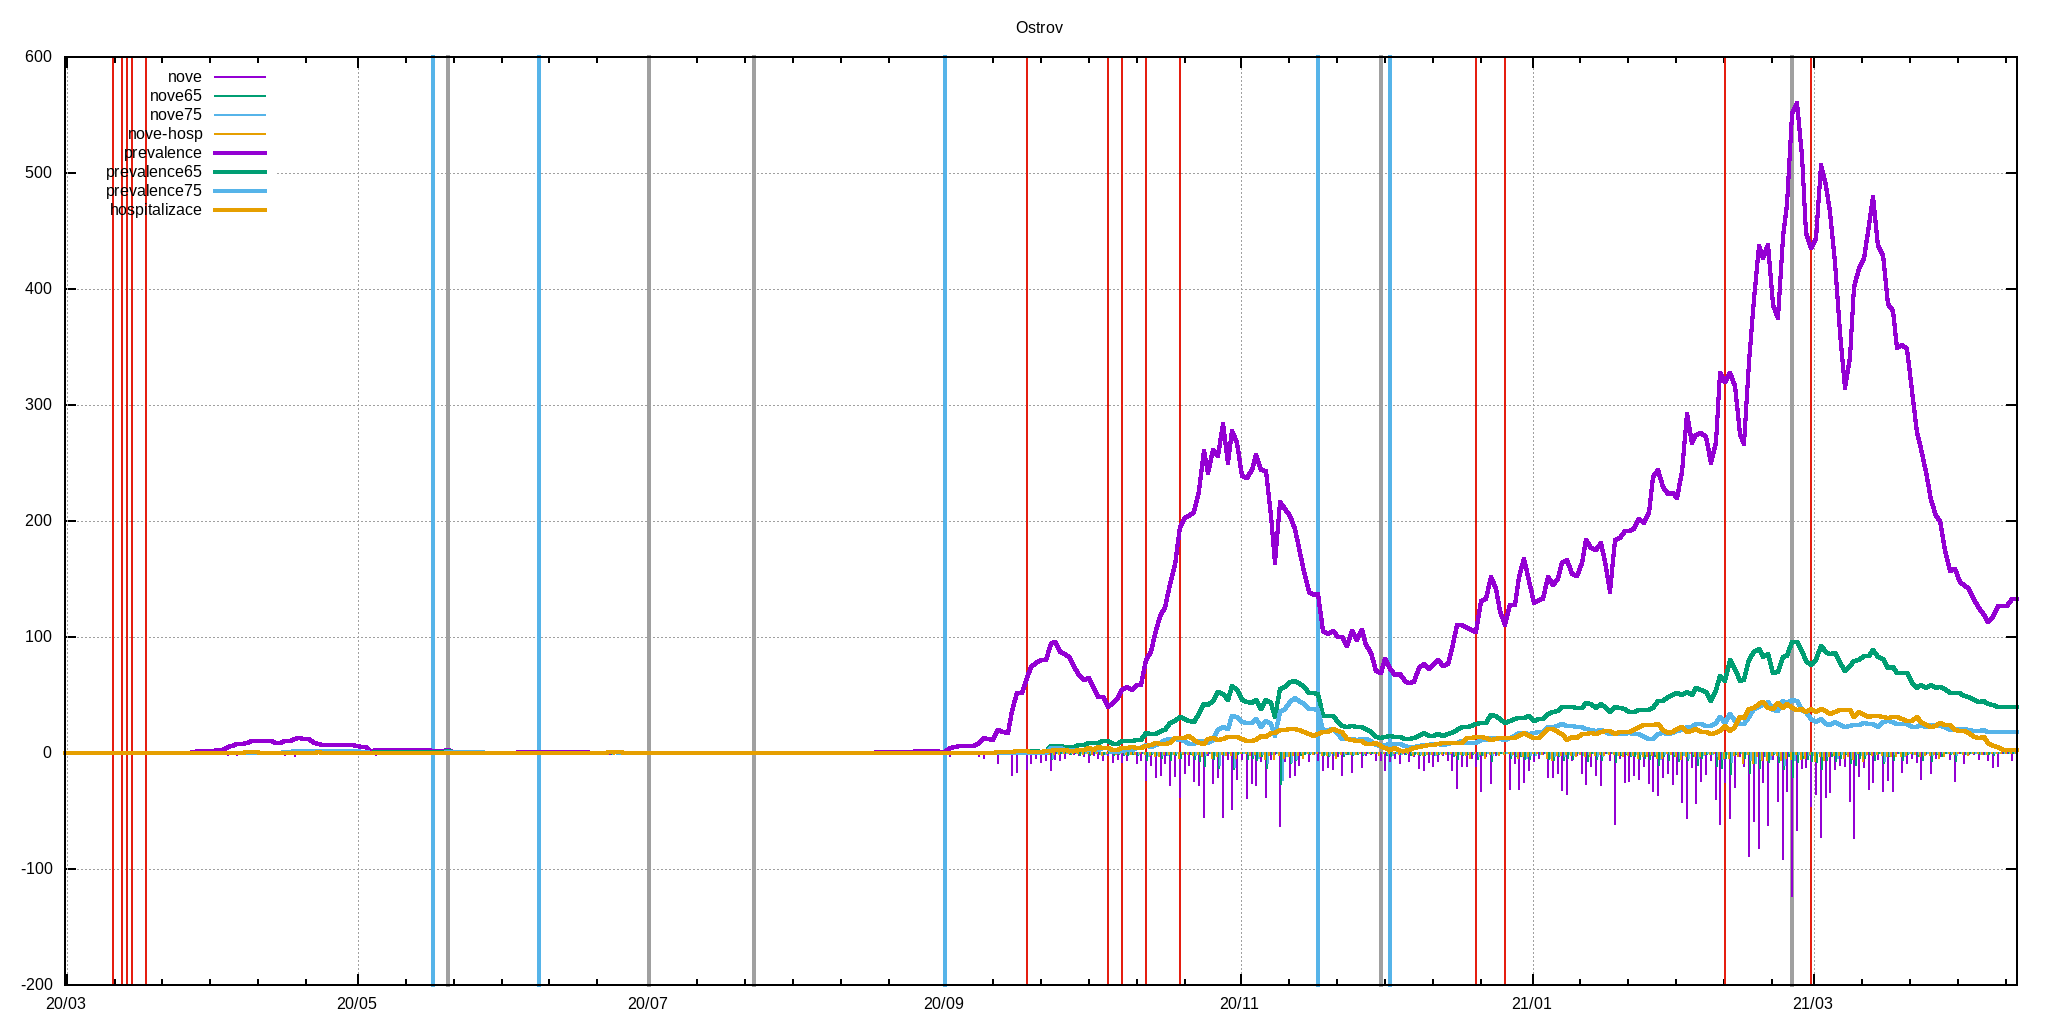 Ostrov
600
500
400
300
200
100
0
-100
-200
nove
nove65
nove75
nove-hosp
prevalence
prevalence65
prevalence75
hospitalizace
20/03 20/05 20/07 20/09 20/11 21/01 21/03